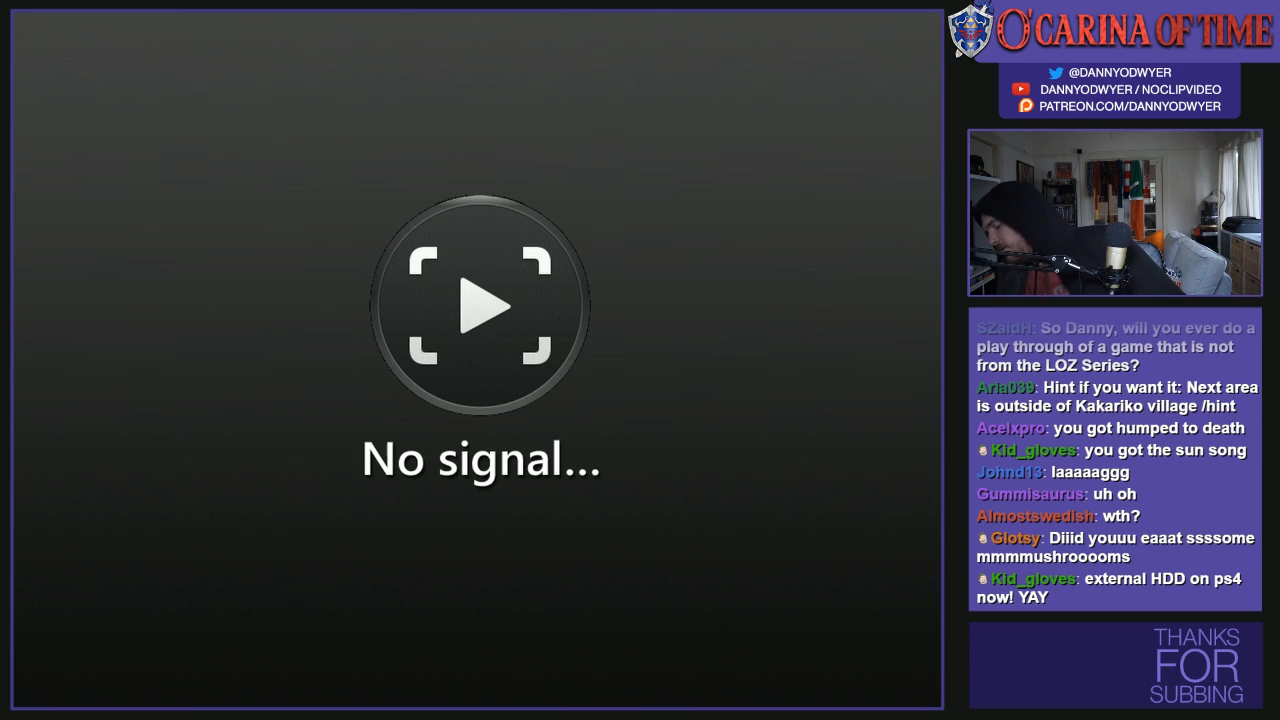 No signal...
O'CARINA OF TIME
@DANNYODWYER
DANNYODWYER / NOCLIPVIDEO
PATREON.COM/DANNYODWYER
SZaidH: So Danny, will you ever do a
play through of a game that is not
from the LOZ Series?
Aria039: Hint if you want it: Next area
is outside of Kakariko village /hint
Acelxpro: you got humped to death
Kid_gloves: you got the sun song
Johnd13: laaaaaggg
Gummisaurus: uh oh
Almostswedish: wth?
Glotsy: Diiid youuu eaaat ssssome
mmmmushrooooms
Kid_gloves: external HDD on ps4
now! YAY
THANKS
FOR
SUBBING